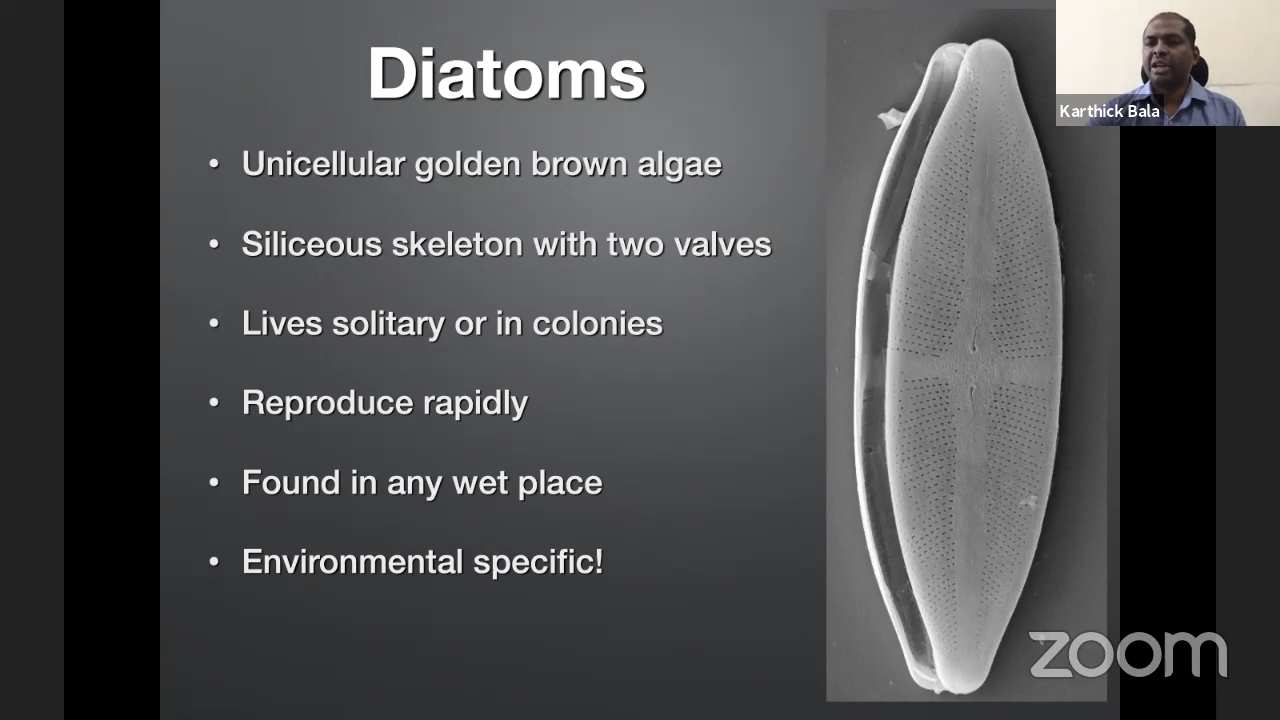 Diatoms
• Unicellular golden brown algae
• Siliceous skeleton with two valves
• Lives solitary or in colonies
• Reproduce rapidly
• Found in any wet place
• Environmental specific!
Karthick Bala
zoom